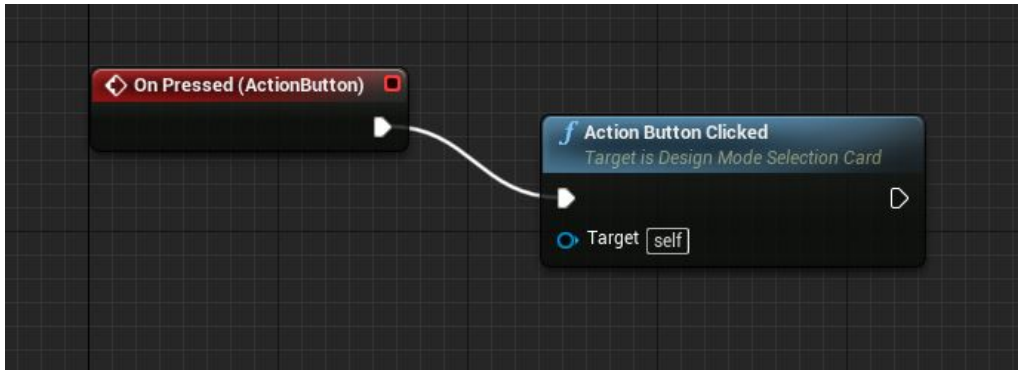 On Pressed (ActionButton)
Action Button Clicked
Target is Design Mode Selection Card
Target self